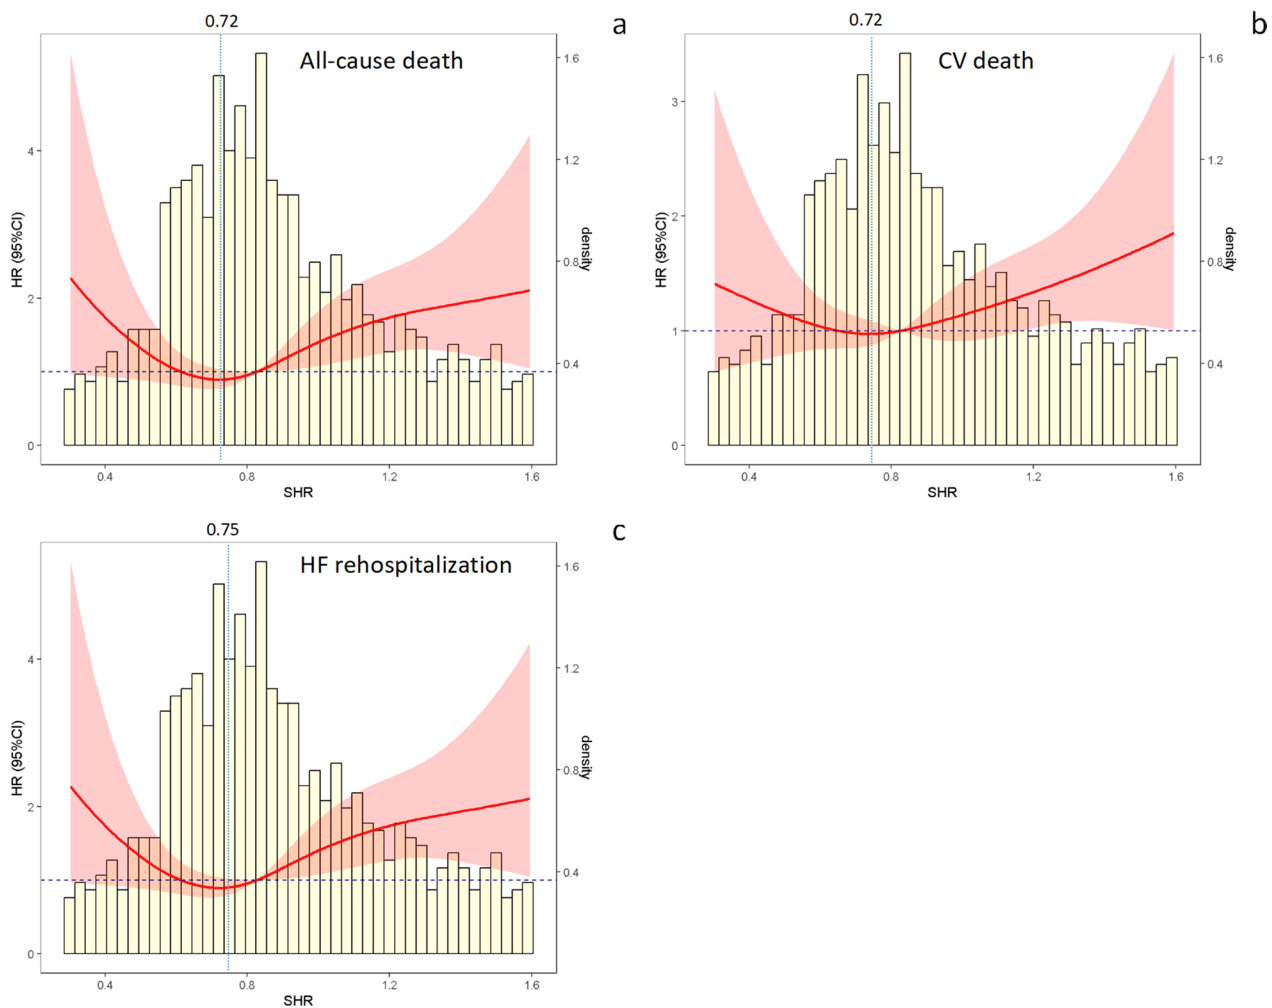 0.72
a
All-cause death
HR (95%CI)
4
2
0
1.6
1.2
0.8
0.4
density
0.4 0.8 1.2 1.6
SHR
0.72
b
CV death
HR (95%CI)
3
2
1
0
1.6
1.2
0.8
0.4
density
0.4 0.8 1.2 1.6
SHR
0.75
c
HF rehospitalization
HR (95%CI)
4
2
0
1.6
1.2
0.8
0.4
density
0.4 0.8 1.2 1.6
SHR